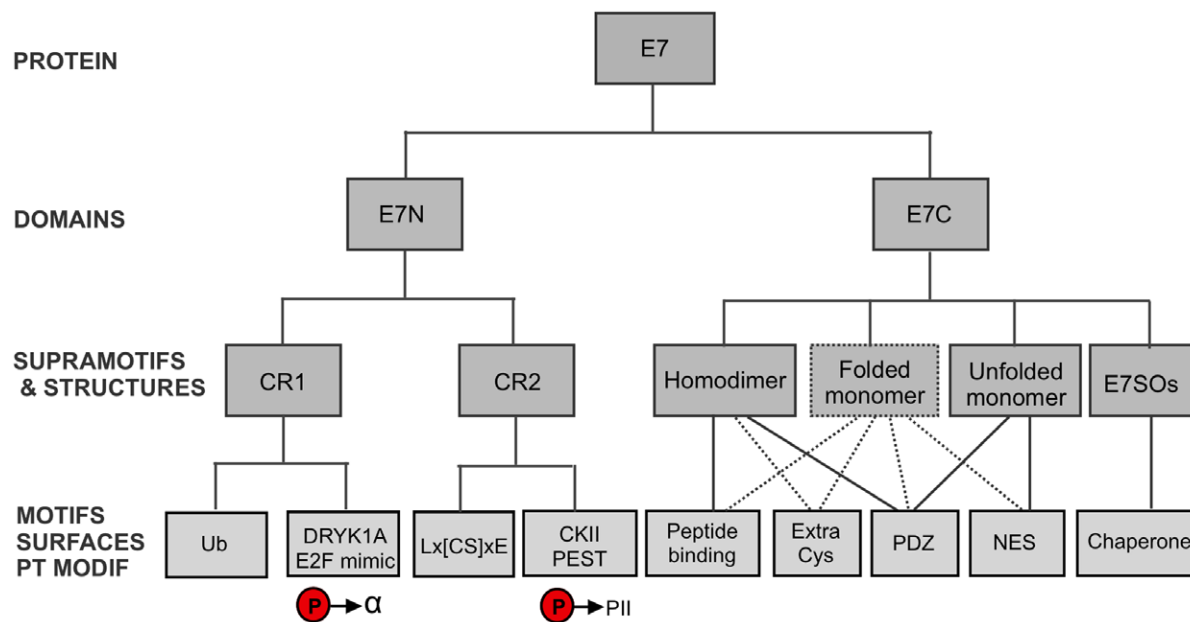 PROTEIN
E7
DOMAINS
E7N
E7C
SUPRAMOTIFS
& STRUCTURES
CR1
CR2
Homodimer
Folded
monomer
Unfolded
monomer
E7SOs
MOTIFS
SURFACES
PT MODIF
Ub
DRYK1A
E2F mimic
Lx[CS]xE
CKII
PEST
Peptide
binding
Extra
Cys
PDZ
NES
Chaperone
P α
P PII